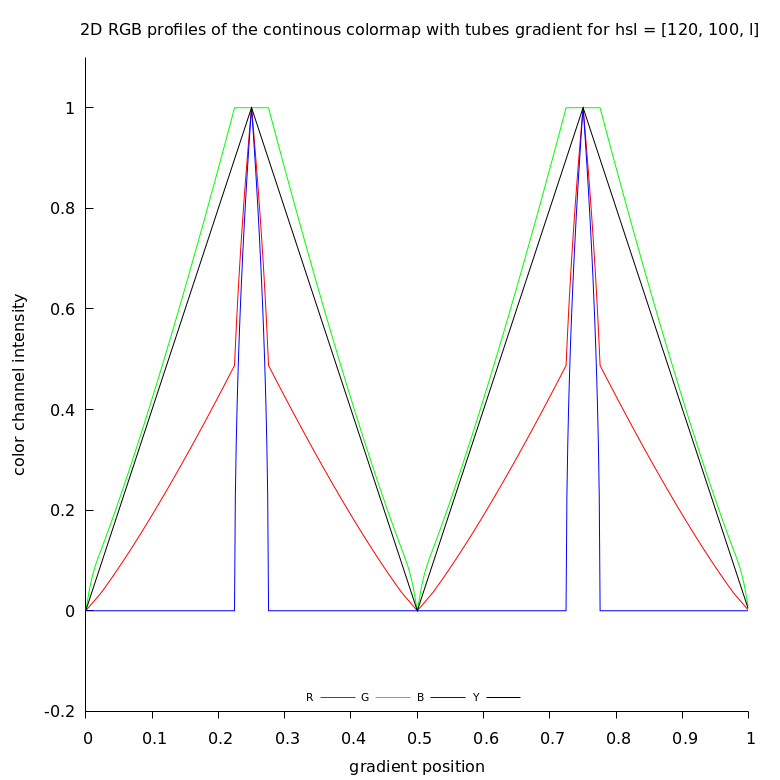 2D RGB profiles of the continous colormap with tubes gradient for hsl = [120, 100, l]
1
0.8
0.6
0.4
0.2
0
-0.2
color channel intensity
R G B Y
0 0.1 0.2 0.3 0.4 0.5 0.6 0.7 0.8 0.9 1
gradient position